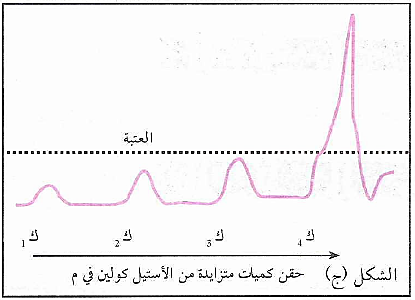 العتبة
ك1 ك2 ك3 ك4
حقن كميات متزايدة من الأستيل كولين في م
الشكل (ج)